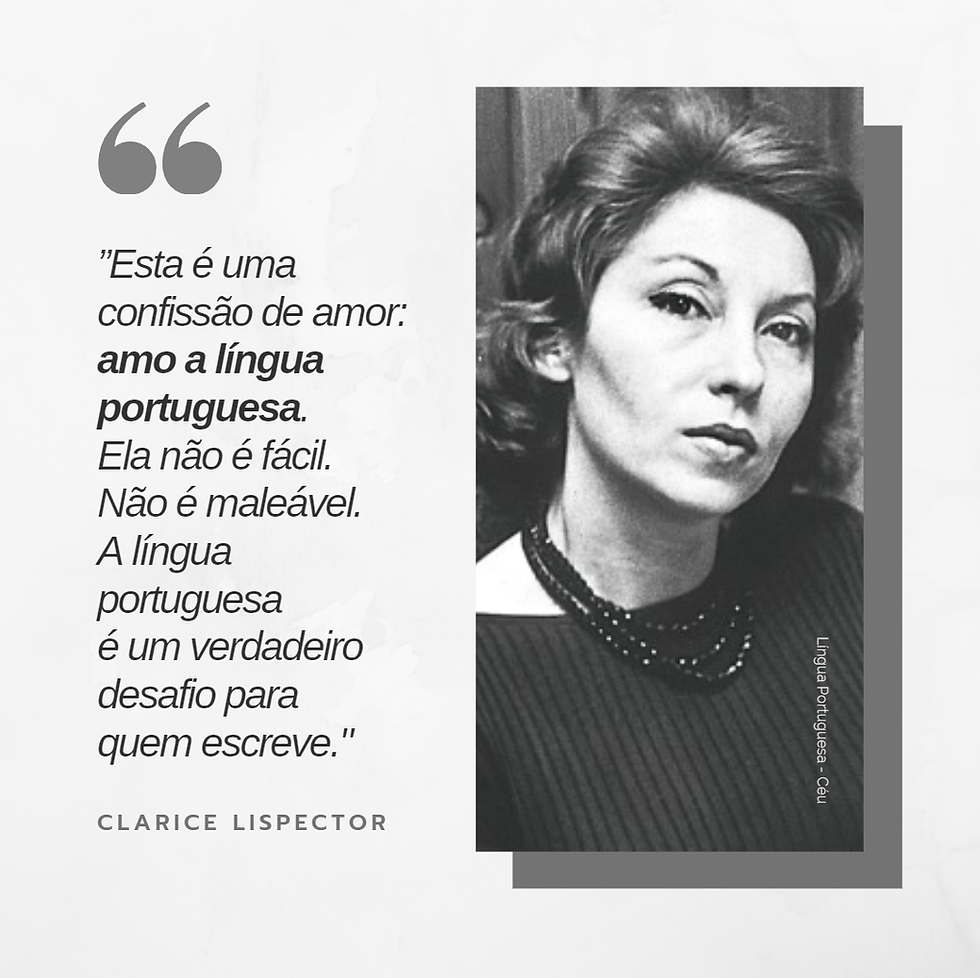 ”Esta é uma
confissão de amor:
amo a língua
portuguesa.
Ela não é fácil.
Não é maleável.
A língua
portuguesa
é um verdadeiro
desafio para
quem escreve."
CLARICE LISPECTOR
Língua Portuguesa - Céu